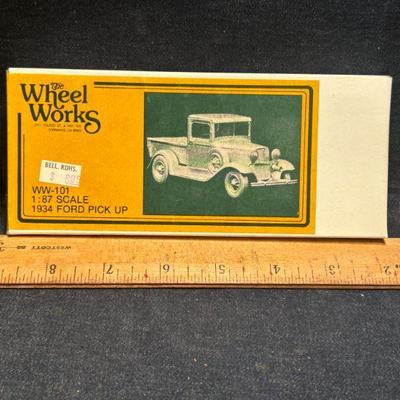 The
Wheel
Works
BELL. RDHS.
$
WW-101
1:87 SCALE
1934 FORD PICK UP
WESTCOTT
8 7 6 5 4 3 2